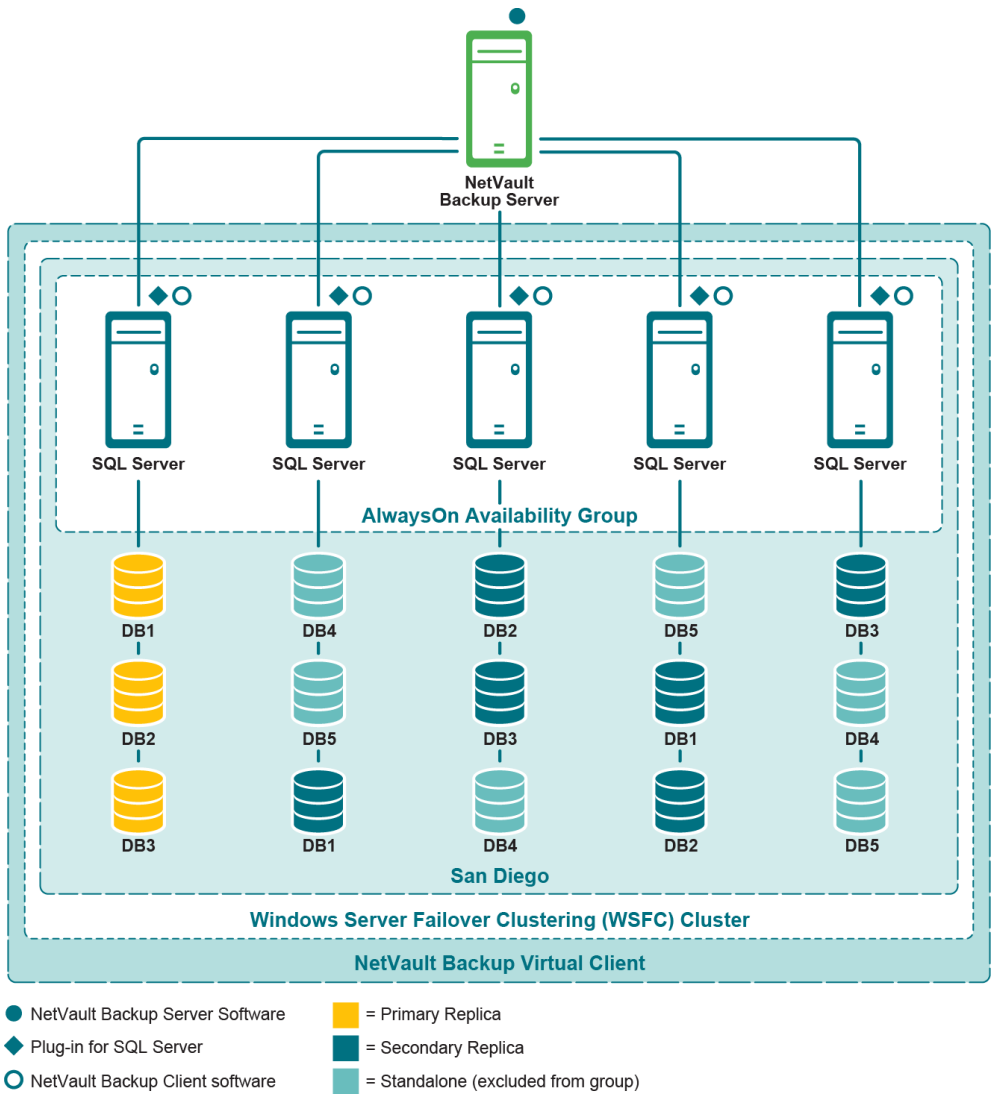 NetVault
Backup Server
SQL Server SQL Server SQL Server SQL Server SQL Server
AlwaysOn Availability Group
DB1 DB4 DB2 DB5 DB3
DB2 DB5 DB3 DB1 DB4
DB3 DB1 DB4 DB2 DB5
San Diego
Windows Server Failover Clustering (WSFC) Cluster
NetVault Backup Virtual Client
NetVault Backup Server Software
= Primary Replica
Plug-in for SQL Server
= Secondary Replica
NetVault Backup Client software
= Standalone (excluded from group)